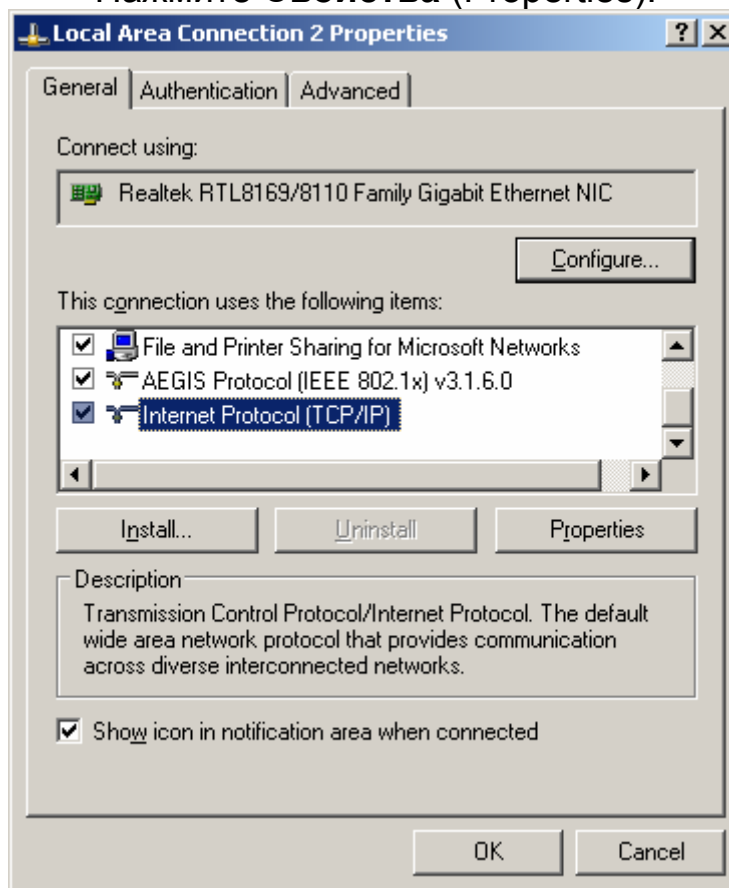 Нажмите Свойства (Properties).
Local Area Connection 2 Properties
General Authentication Advanced
Connect using:
Realtek RTL8169/8110 Family Gigabit Ethernet NIC
Configure...
This connection uses the following items:
File and Printer Sharing for Microsoft Networks
AEGIS Protocol (IEEE 802.1x) v3.1.6.0
Internet Protocol (TCP/IP)
Install... Uninstall Properties
Description
Transmission Control Protocol/Internet Protocol. The default
wide area network protocol that provides communication
across diverse interconnected networks.
Show icon in notification area when connected
OK Cancel